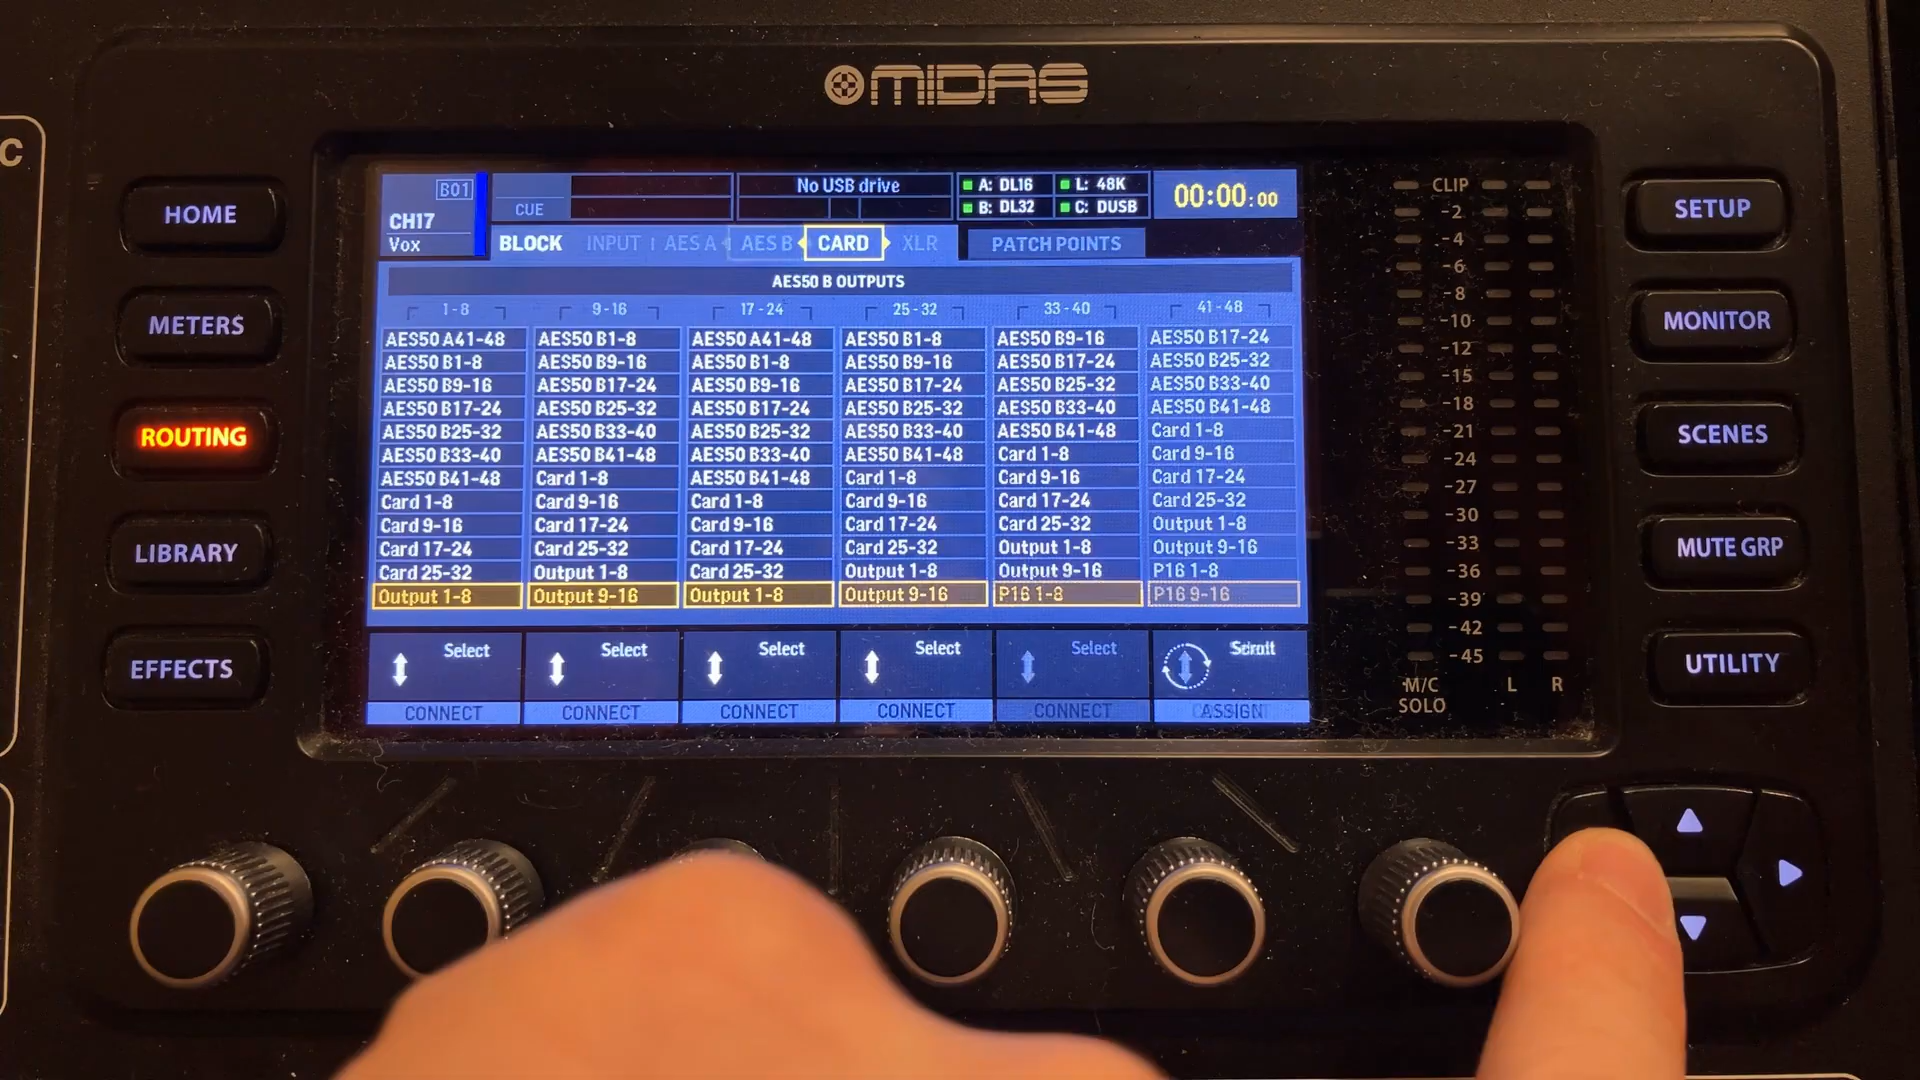 C
MIDAS
HOME
METERS
ROUTING
LIBRARY
EFFECTS
B01
CH17
Vox
CUE
No USB drive
A: DL16
L: 48K
B: DL32
C: DUSB
00:00:00
BLOCK
INPUT
AES A
AES B
CARD
XLR
PATCH POINTS
AES50 B OUTPUTS
1-8 9-16 17-24 25-32 33-40 41-48
AES50 A41-48 AES50 B1-8 AES50 A41-48 AES50 B1-8 AES50 B9-16 AES50 B17-24
AES50 B1-8 AES50 B9-16 AES50 B1-8 AES50 B9-16 AES50 B17-24 AES50 B25-32
AES50 B9-16 AES50 B17-24 AES50 B9-16 AES50 B17-24 AES50 B25-32 AES50 B33-40
AES50 B17-24 AES50 B25-32 AES50 B17-24 AES50 B25-32 AES50 B33-40 AES50 B41-48
AES50 B25-32 AES50 B33-40 AES50 B25-32 AES50 B33-40 AES50 B41-48 Card 1-8
AES50 B33-40 AES50 B41-48 AES50 B33-40 AES50 B41-48 Card 1-8 Card 9-16
AES50 B41-48 Card 1-8 AES50 B41-48 Card 1-8 Card 9-16 Card 17-24
Card 1-8 Card 9-16 Card 1-8 Card 9-16 Card 17-24 Card 25-32
Card 9-16 Card 17-24 Card 9-16 Card 17-24 Card 25-32 Output 1-8
Card 17-24 Card 25-32 Card 17-24 Card 25-32 Output 1-8 Output 9-16
Card 25-32 Output 1-8 Card 25-32 Output 1-8 Output 9-16 P16 1-8
Output 1-8 Output 9-16 Output 1-8 Output 9-16 P16 1-8 P16 9-16
Select Select Select Select Select
CONNECT CONNECT CONNECT CONNECT CONNECT ASSIGN
CLIP
-2
-4
-6
-8
-10
-12
-15
-18
-21
-24
-27
-30
-33
-36
-39
-42
-45
M/C L R
SOLO
SETUP
MONITOR
SCENES
MUTE GRP
UTILITY